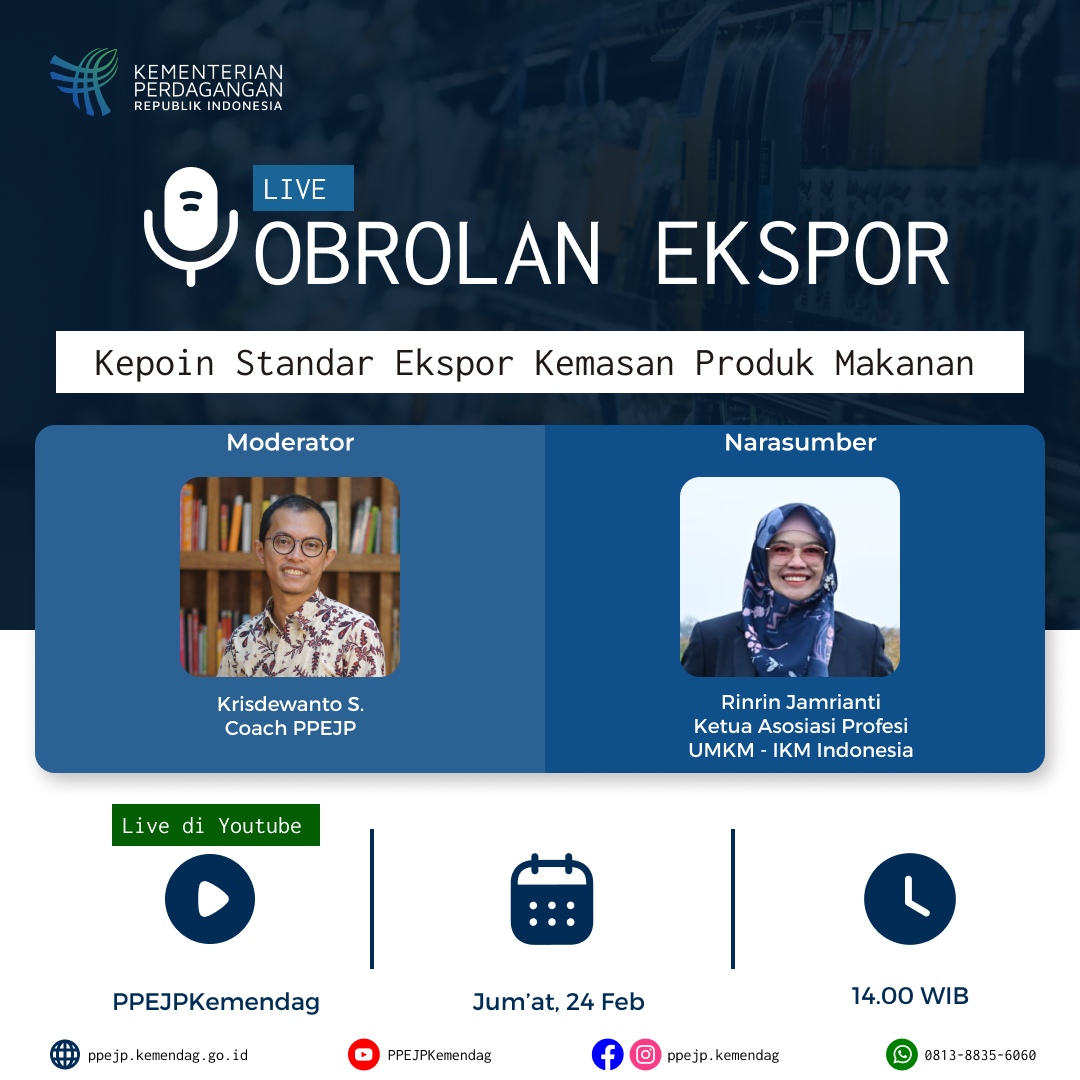 KEMENTERIAN
PERDAGANGAN
REPUBLIK INDONESIA
LIVE
OBROLAN EKSPOR
Kepoin Standar Ekspor Kemasan Produk Makanan
Moderator
Krisdewanto S.
Coach PPEJP
Narasumber
Rinrin Jamrianti
Ketua Asosiasi Profesi
UMKM - IKM Indonesia
Live di Youtube
PPEJPKemendag
Jum’at, 24 Feb
14.00 WIB
ppejp.kemendag.go.id
PPEJPKemendag
ppejp.kemendag
0813-8835-6060